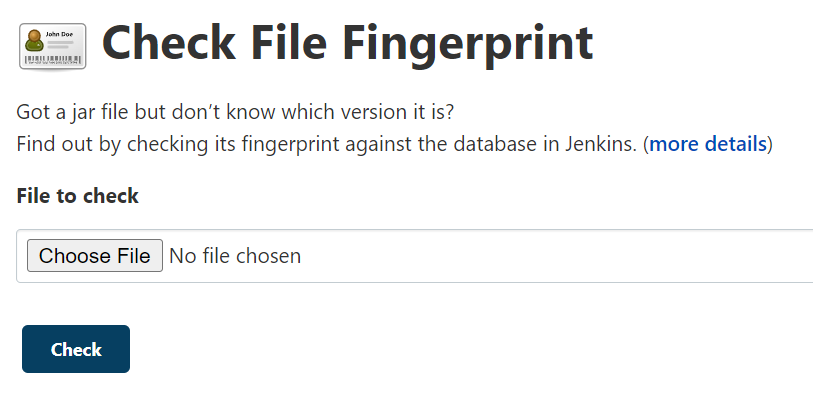 John Doe
Check File Fingerprint
Got a jar file but don’t know which version it is?
Find out by checking its fingerprint against the database in Jenkins. (more details)
File to check
Choose File No file chosen
Check